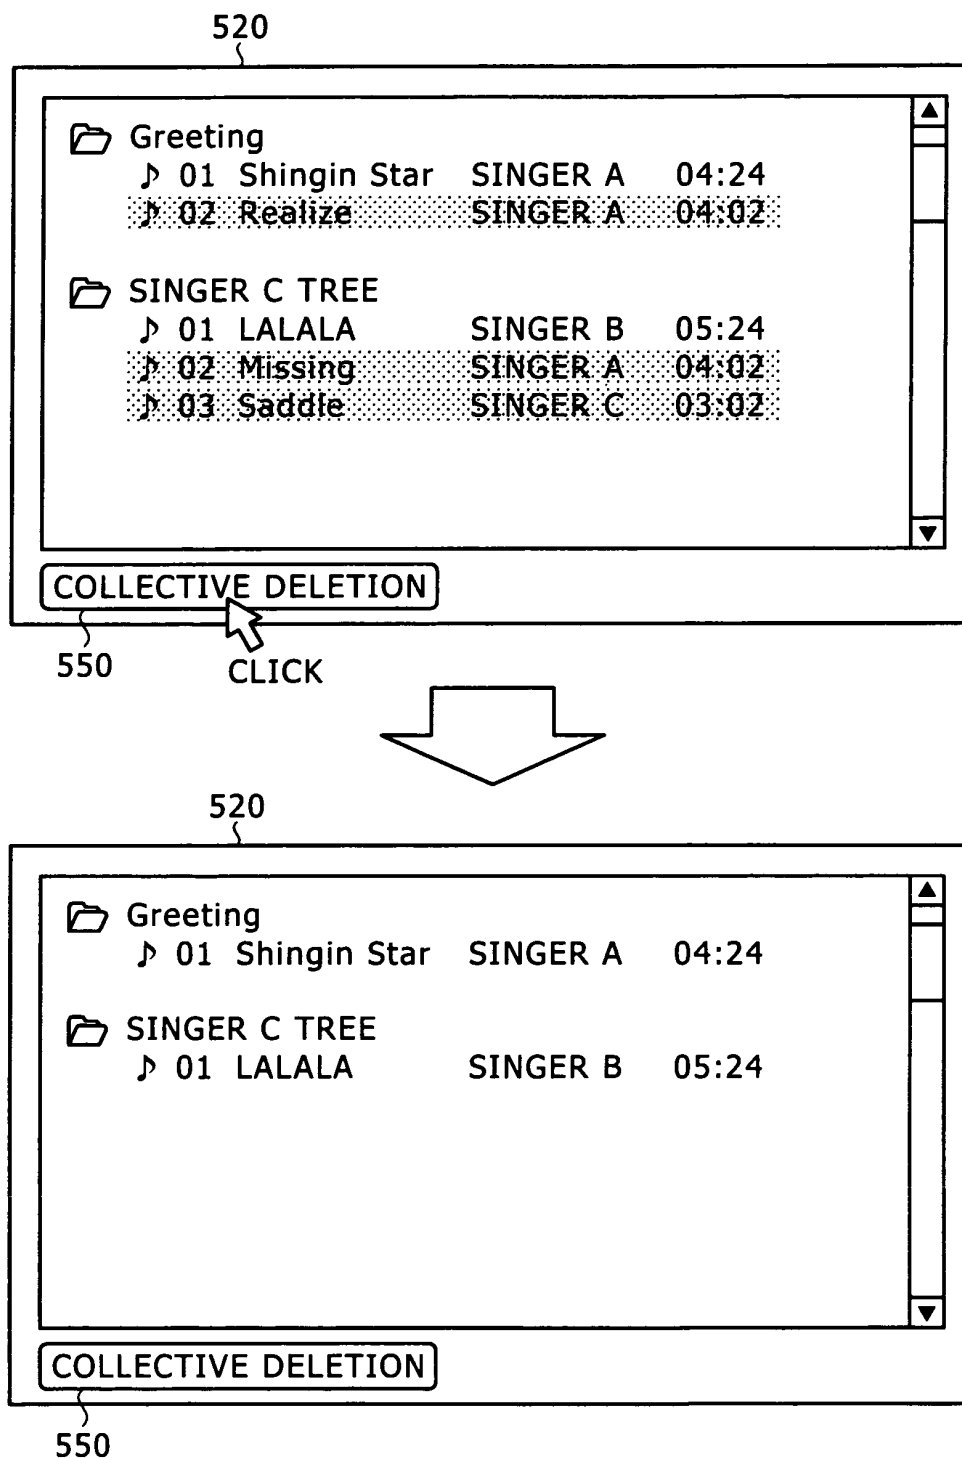 520
Greeting
♪ 01 Shingin Star SINGER A 04:24
♪ 02 Realize SINGER A 04:02
SINGER C TREE
♪ 01 LALALA SINGER B 05:24
♪ 02 Missing SINGER A 04:02
♪ 03 Saddle SINGER C 03:02
COLLECTIVE DELETION
550
CLICK
520
Greeting
♪ 01 Shingin Star SINGER A 04:24
SINGER C TREE
♪ 01 LALALA SINGER B 05:24
COLLECTIVE DELETION
550